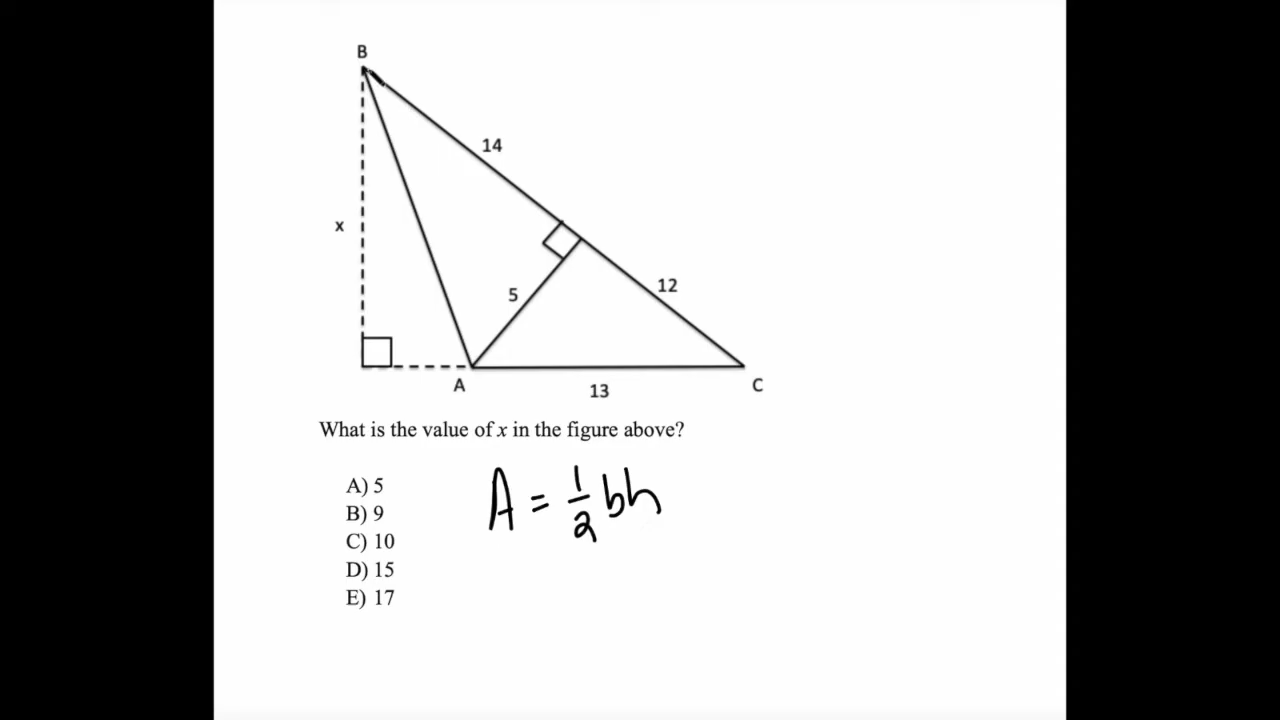 B
14
x
12
5
A
13
C
What is the value of x in the figure above?
A) 5
B) 9
C) 10
D) 15
E) 17
A = 1/2 bh